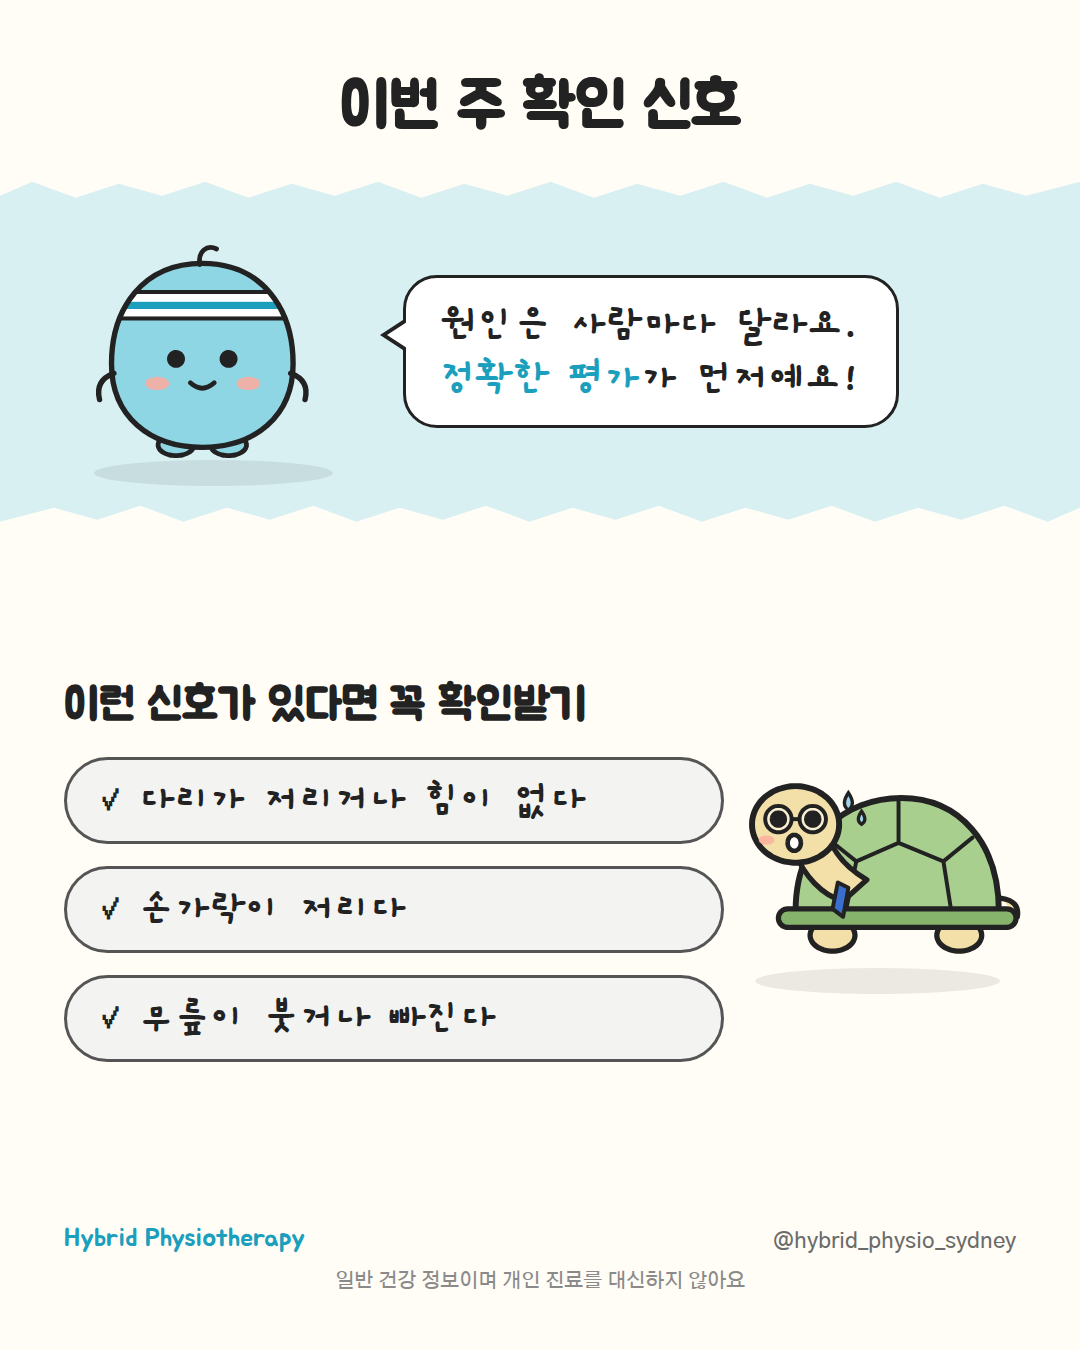 이번 주 확인 신호
원인은 사람마다 달라요.
정확한 평가가 먼저예요!
이런 신호가 있다면 꼭 확인받기
✓ 다리가 저리거나 힘이 없다
✓ 손가락이 저리다
✓ 무릎이 붓거나 빠진다
Hybrid Physiotherapy
@hybrid_physio_sydney
일반 건강 정보이며 개인 진료를 대신하지 않아요